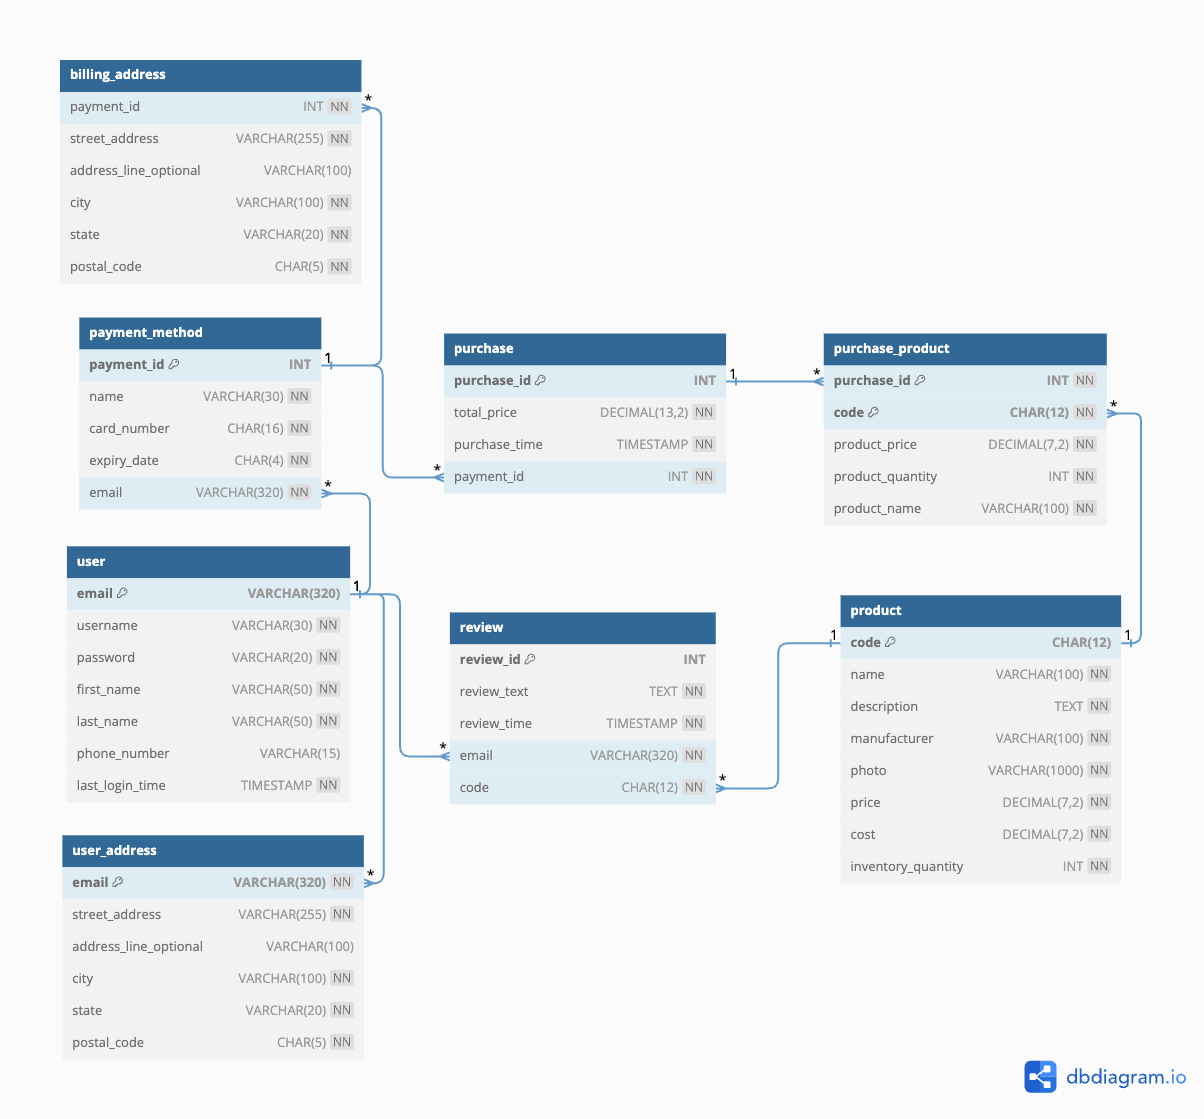 billing_address
payment_id INT NN
street_address VARCHAR(255) NN
address_line_optional VARCHAR(100)
city VARCHAR(100) NN
state VARCHAR(20) NN
postal_code CHAR(5) NN
*
payment_method
payment_id INT
name VARCHAR(30) NN
card_number CHAR(16) NN
expiry_date CHAR(4) NN
email VARCHAR(320) NN
1
*
user
email VARCHAR(320)
username VARCHAR(30) NN
password VARCHAR(20) NN
first_name VARCHAR(50) NN
last_name VARCHAR(50) NN
phone_number VARCHAR(15)
last_login_time TIMESTAMP NN
1
user_address
email VARCHAR(320) NN
street_address VARCHAR(255) NN
address_line_optional VARCHAR(100)
city VARCHAR(100) NN
state VARCHAR(20) NN
postal_code CHAR(5) NN
*
purchase
purchase_id INT
total_price DECIMAL(13,2) NN
purchase_time TIMESTAMP NN
payment_id INT NN
1
*
review
review_id INT
review_text TEXT NN
review_time TIMESTAMP NN
email VARCHAR(320) NN
code CHAR(12) NN
*
*
purchase_product
purchase_id INT NN
code CHAR(12) NN
product_price DECIMAL(7,2) NN
product_quantity INT NN
product_name VARCHAR(100) NN
*
*
product
code CHAR(12)
name VARCHAR(100) NN
description TEXT NN
manufacturer VARCHAR(100) NN
photo VARCHAR(1000) NN
price DECIMAL(7,2) NN
cost DECIMAL(7,2) NN
inventory_quantity INT NN
1
1
dbdiagram.io